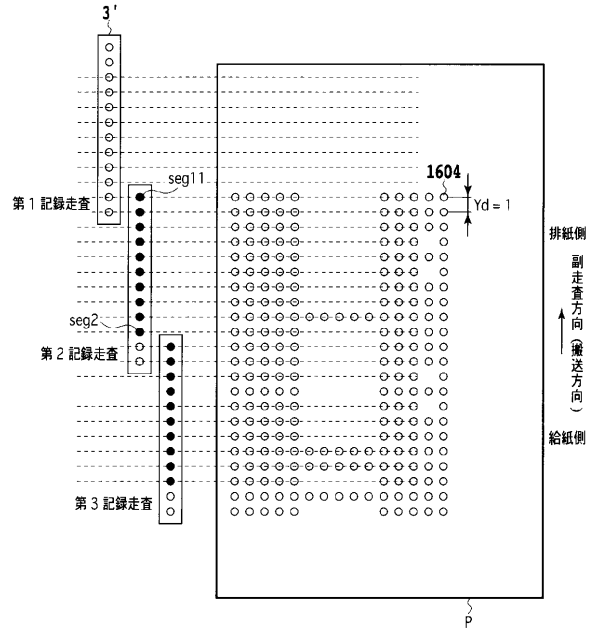 3'
seg11
1604
第1記録走査
Yd = 1
排紙側
副走査方向(搬送方向)
seg2
第2記録走査
給紙側
第3記録走査
P